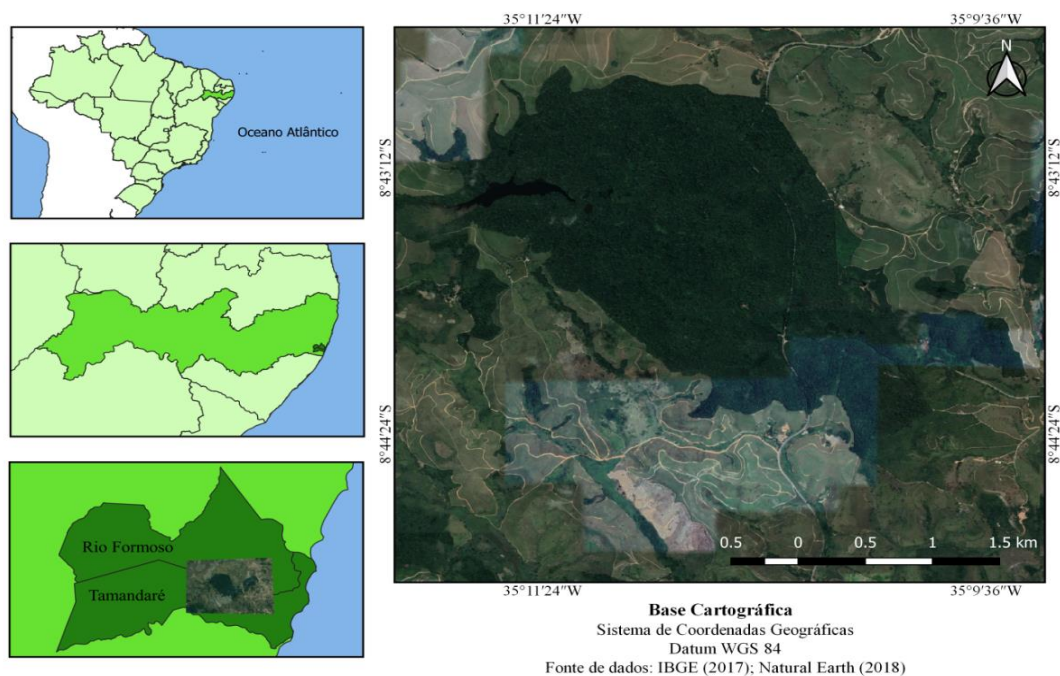 Oceano Atlântico
Rio Formoso
Tamandaré
35°11'24"W
35°9'36"W
N
8°43'12"S
8°43'12"S
8°44'24"S
8°44'24"S
0.5 0 0.5 1 1.5 km
35°11'24"W
35°9'36"W
Base Cartográfica
Sistema de Coordenadas Geográficas
Datum WGS 84
Fonte de dados: IBGE (2017); Natural Earth (2018)